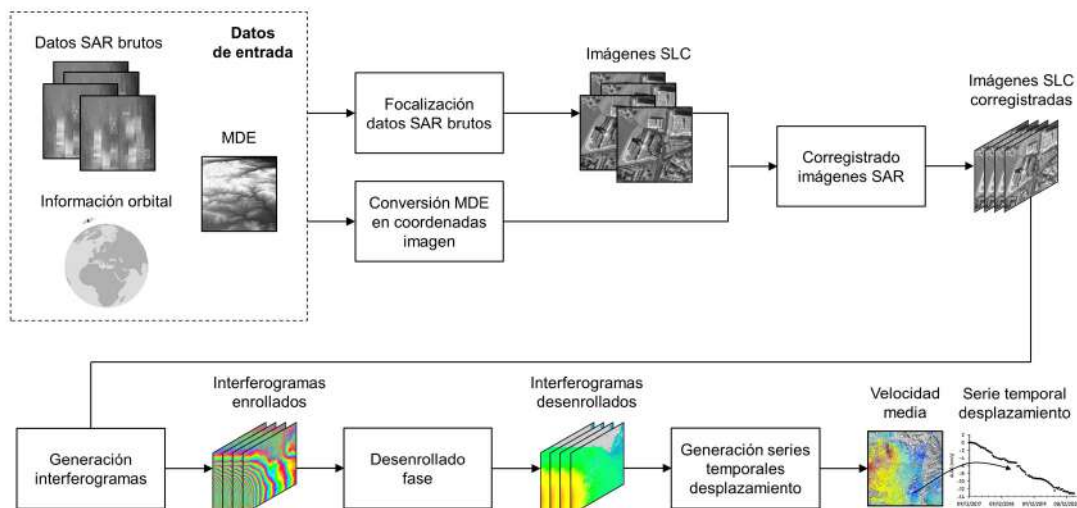 Datos SAR brutos
Datos
de entrada
MDE
Información orbital
Focalización
datos SAR brutos
Conversión MDE
en coordenadas
imagen
Imágenes SLC
Corregistrado
imágenes SAR
Imágenes SLC
corregistradas
Generación
interferogramas
Interferogramas
enrollados
Desenrollado
fase
Interferogramas
desenrollados
Generación series
temporales
desplazamiento
Velocidad
media
Serie temporal
desplazamiento